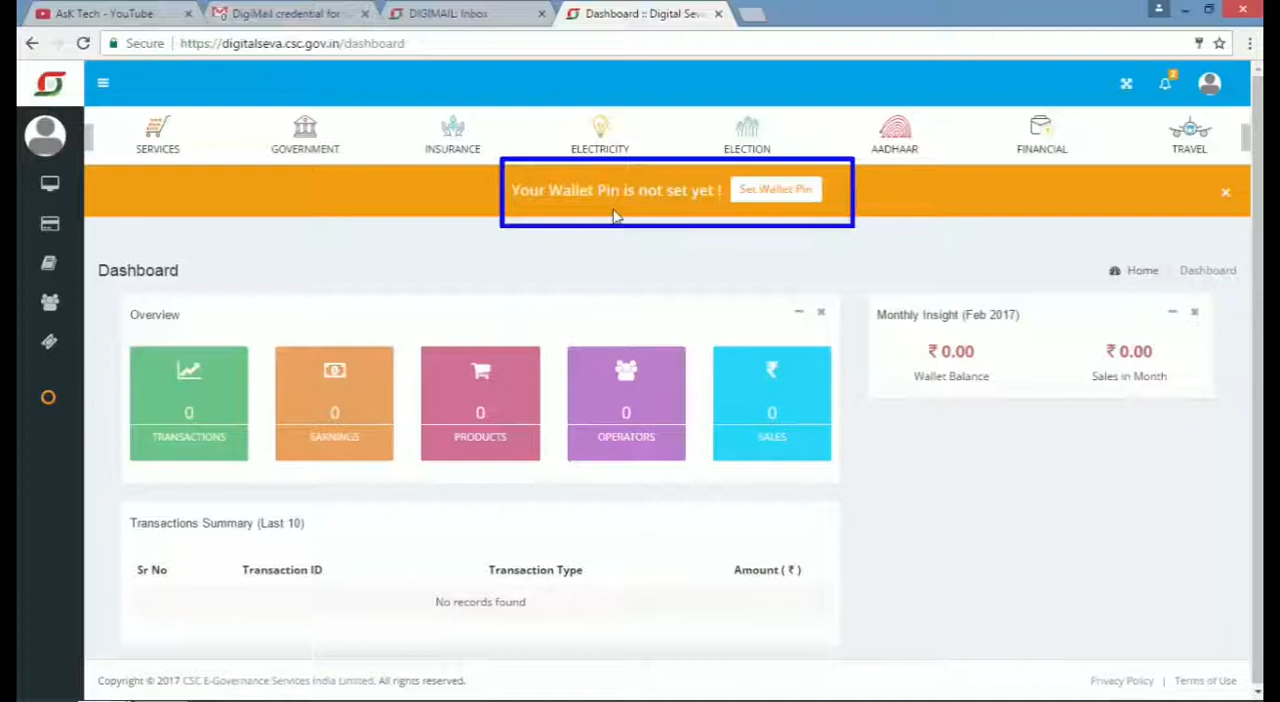 AsK Tech - YouTube
DigiMail credential for
DIGIMAIL: Inbox
Dashboard :: Digital Seva
Secure
https://digitalseva.csc.gov.in/dashboard
2
SERVICES
GOVERNMENT
INSURANCE
ELECTRICITY
ELECTION
AADHAAR
FINANCIAL
TRAVEL
Your Wallet Pin is not set yet !
Set Wallet Pin
Dashboard
Home
Dashboard
Overview
0
TRANSACTIONS
0
EARNINGS
0
PRODUCTS
0
OPERATORS
₹
0
SALES
Monthly Insight (Feb 2017)
₹ 0.00
Wallet Balance
₹ 0.00
Sales in Month
Transactions Summary (Last 10)
Sr No Transaction ID Transaction Type Amount ( ₹ )
No records found
Copyright © 2017 CSC E-Governance Services India Limited. All rights reserved.
Privacy Policy | Terms of Use